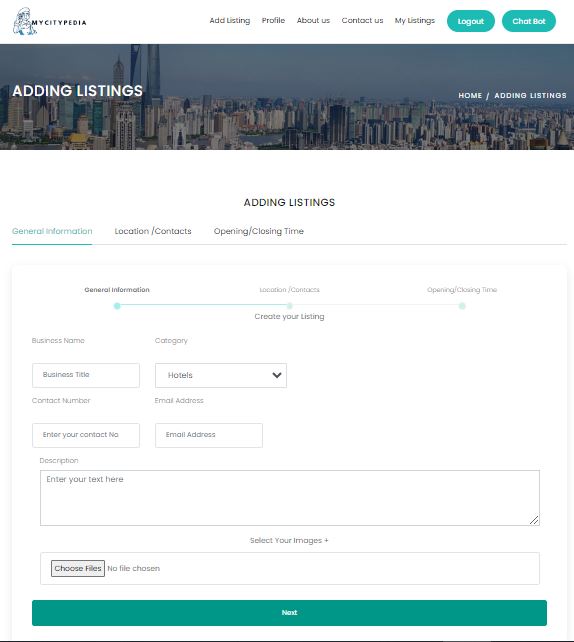 MYCITYPEDIA
Add Listing Profile About us Contact us My Listings Logout Chat Bot
ADDING LISTINGS
HOME / ADDING LISTINGS
ADDING LISTINGS
General Information Location /Contacts Opening/Closing Time
General Information Location /Contacts Opening/Closing Time
Create your Listing
Business Name Category
Business Title Hotels
Contact Number Email Address
Enter your contact No Email Address
Description
Enter your text here
Select Your Images +
Choose Files No file chosen
Next